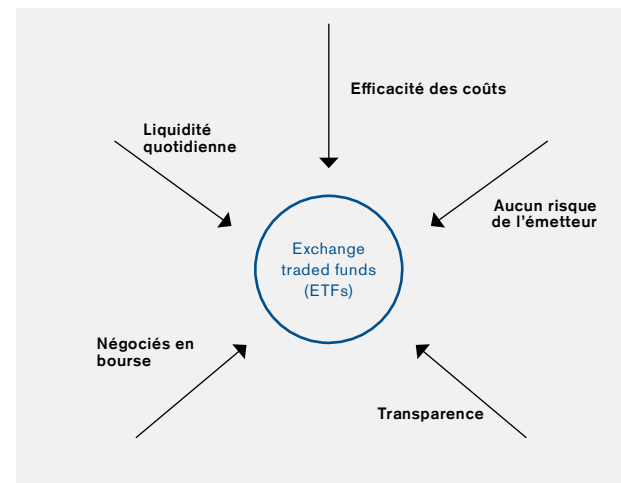 Efficacité des coûts
Liquidité
quotidienne
Aucun risque
de l'émetteur
Exchange
traded funds
(ETFs)
Négociés en
bourse
Transparence